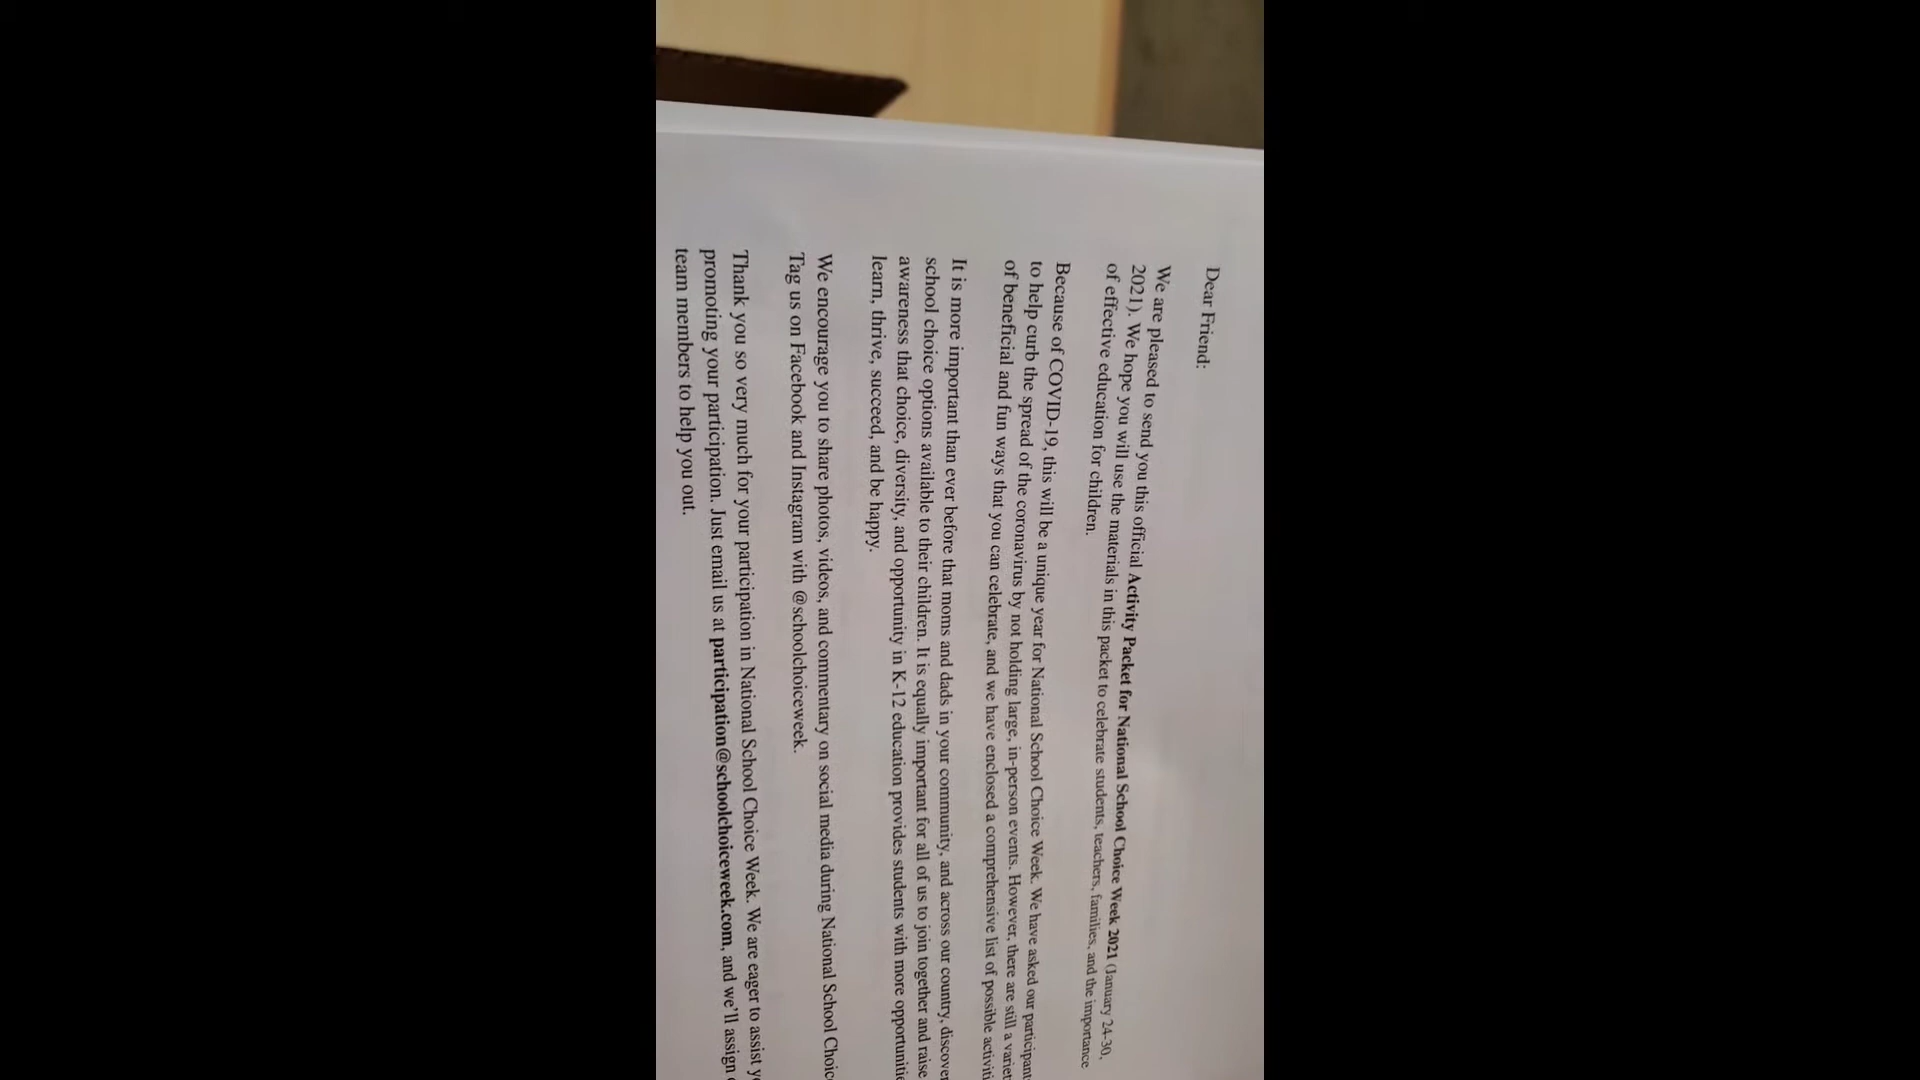 Dear Friend:
We are pleased to send you this official Activity Packet for National School Choice Week 2021 (January 24-30,
2021). We hope you will use the materials in this packet to celebrate students, teachers, families, and the importance
of effective education for children.
Because of COVID-19, this will be a unique year for National School Choice Week. We have asked our
to help curb the spread of the coronavirus by not holding large, in-person events. However, there are still a
of beneficial and fun ways that you can celebrate, and we have enclosed a comprehensive list of possible
It is more important than ever before that moms and dads in your community, and across our country, discover
school choice options available to their children. It is equally important for all of us to join together and raise
awareness that choice, diversity, and opportunity in K-12 education provides students with more
learn, thrive, succeed, and be happy.
We encourage you to share photos, videos, and commentary on social media during National School
Tag us on Facebook and Instagram with @schoolchoiceweek.
Thank you so very much for your participation in National School Choice Week. We are eager to assist
promoting your participation. Just email us at participation@schoolchoiceweek.com, and we'll assign
team members to help you out.